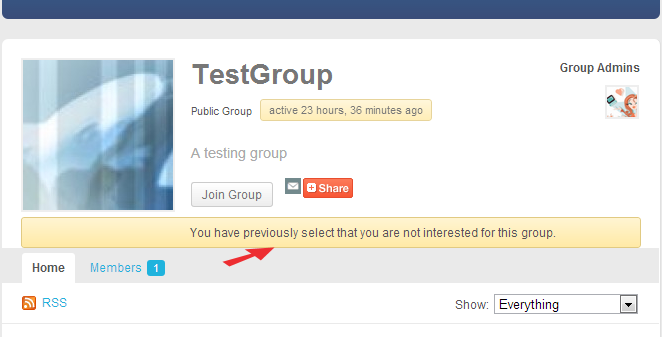 TestGroup
Group Admins
Public Group active 23 hours, 36 minutes ago
A testing group
Join Group Share
You have previously select that you are not interested for this group.
Home Members 1
RSS Show: Everything